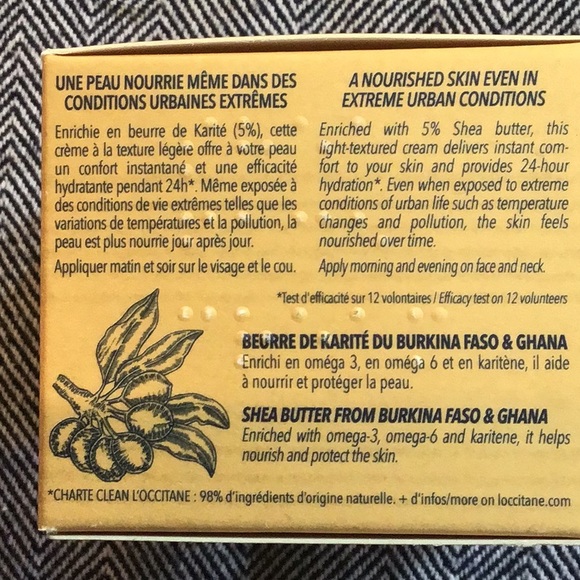 UNE PEAU NOURRIE MÊME DANS DES
CONDITIONS URBAINES EXTRÊMES
Enrichie en beurre de Karité (5%), cette
crème à la texture légère offre à votre peau
un confort instantané et une efficacité
hydratante pendant 24h*. Même exposée à
des conditions de vie extrêmes telles que les
variations de températures et la pollution, la
peau est plus nourrie jour après jour.
Appliquer matin et soir sur le visage et le cou.
A NOURISHED SKIN EVEN IN
EXTREME URBAN CONDITIONS
Enriched with 5% Shea butter, this
light-textured cream delivers instant com-
fort to your skin and provides 24-hour
hydration*. Even when exposed to extreme
conditions of urban life such as temperature
changes and pollution, the skin feels
nourished over time.
Apply morning and evening on face and neck.
*Test d'efficacité sur 12 volontaires / Efficacy test on 12 volunteers
BEURRE DE KARITÉ DU BURKINA FASO & GHANA
Enrichi en oméga 3, en oméga 6 et en karitène, il aide
à nourrir et protéger la peau.
SHEA BUTTER FROM BURKINA FASO & GHANA
Enriched with omega-3, omega-6 and karitene, it helps
nourish and protect the skin.
*CHARTE CLEAN L'OCCITANE : 98% d'ingrédients d'origine naturelle. + d'infos/more on loccitane.com